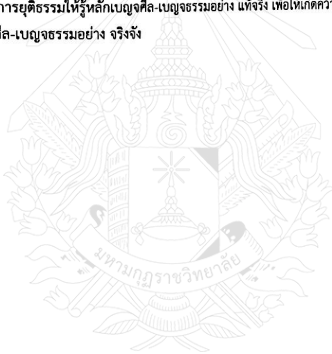 การยุติธรรมให้รู้หลักเบญจศีล-เบญจธรรมอย่าง แท้จริง เพื่อให้เกิดควา
ีล-เบญจธรรมอย่าง จริงจัง
มหามกุฏราชวิทยาลัย